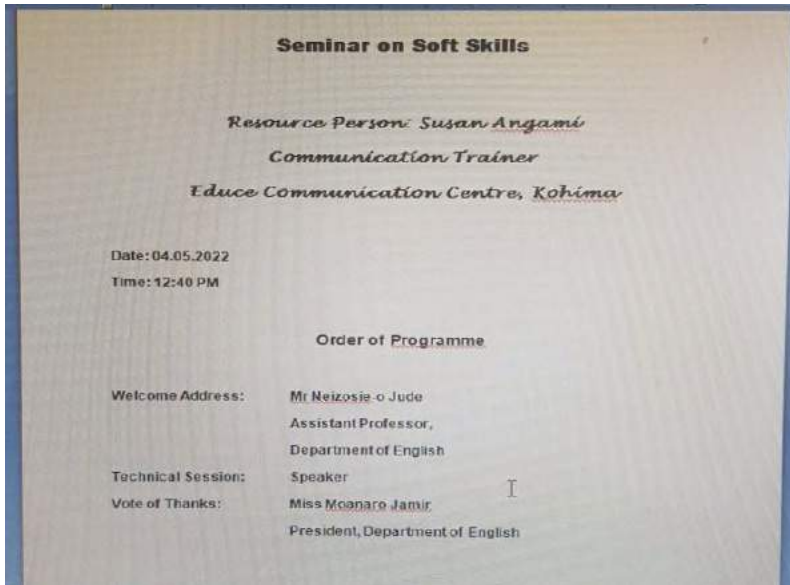 Seminar on Soft Skills
Resource Person: Susan Angami
Communication Trainer
Educe Communication Centre, Kohima
Date: 04.05.2022
Time: 12:40 PM
Order of Programme
Welcome Address: Mr Neizosie-o Jude
Assistant Professor,
Department of English
Technical Session: Speaker
Vote of Thanks: Miss Moanaro Jamir
President, Department of English